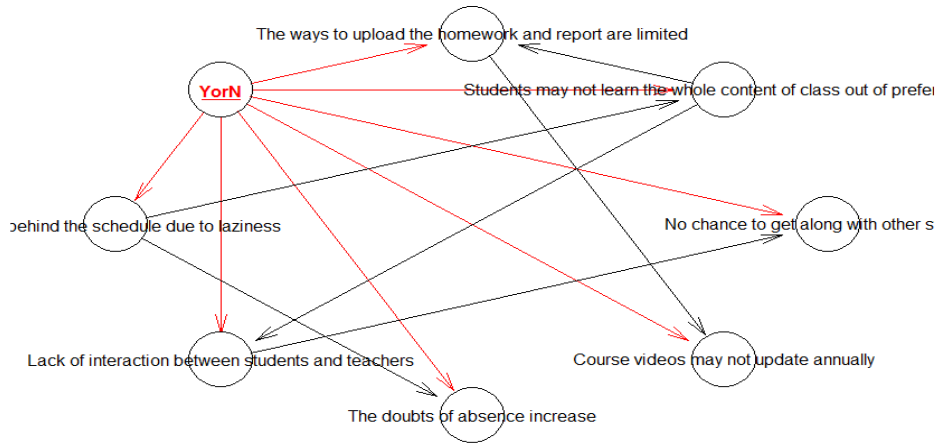 The ways to upload the homework and report are limited
YorN
Students may not learn the whole content of class out of prefer
behind the schedule due to laziness
No chance to get along with other s
Lack of interaction between students and teachers
Course videos may not update annually
The doubts of absence increase